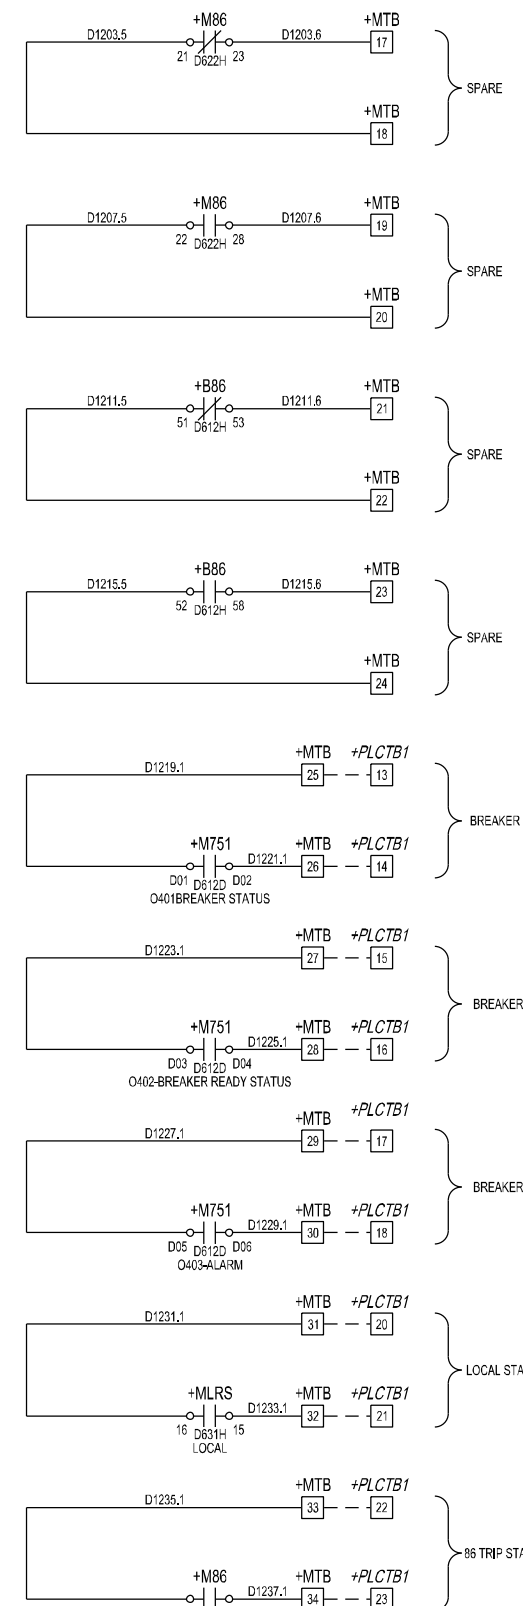 +M86 +MTB
D1203.5 D1203.6
21 D622H 23 17
SPARE
+MTB
18
+M86 +MTB
D1207.5 D1207.6
22 D622H 28 19
SPARE
+MTB
20
+B86 +MTB
D1211.5 D1211.6
51 D612H 53 21
SPARE
+MTB
22
+B86 +MTB
D1215.5 D1215.6
52 D612H 58 23
SPARE
+MTB
24
+MTB +PLCTB1
D1219.1
25 13
BREAKER
+M751 +MTB +PLCTB1
D1221.1
D01 D612D D02 26 14
O401BREAKER STATUS
+MTB +PLCTB1
D1223.1
27 15
BREAKER
+M751 +MTB +PLCTB1
D1225.1
D03 D612D D04 28 16
O402-BREAKER READY STATUS
+MTB +PLCTB1
D1227.1
29 17
BREAKER
+M751 +MTB +PLCTB1
D1229.1
D05 D612D D06 30 18
O403-ALARM
+MTB +PLCTB1
D1231.1
31 20
LOCAL STA
+MLRS +MTB +PLCTB1
D1233.1
16 D631H 15 32 21
LOCAL
+MTB +PLCTB1
D1235.1
33 22
86 TRIP STA
+M86 +MTB +PLCTB1
D1237.1
34 23